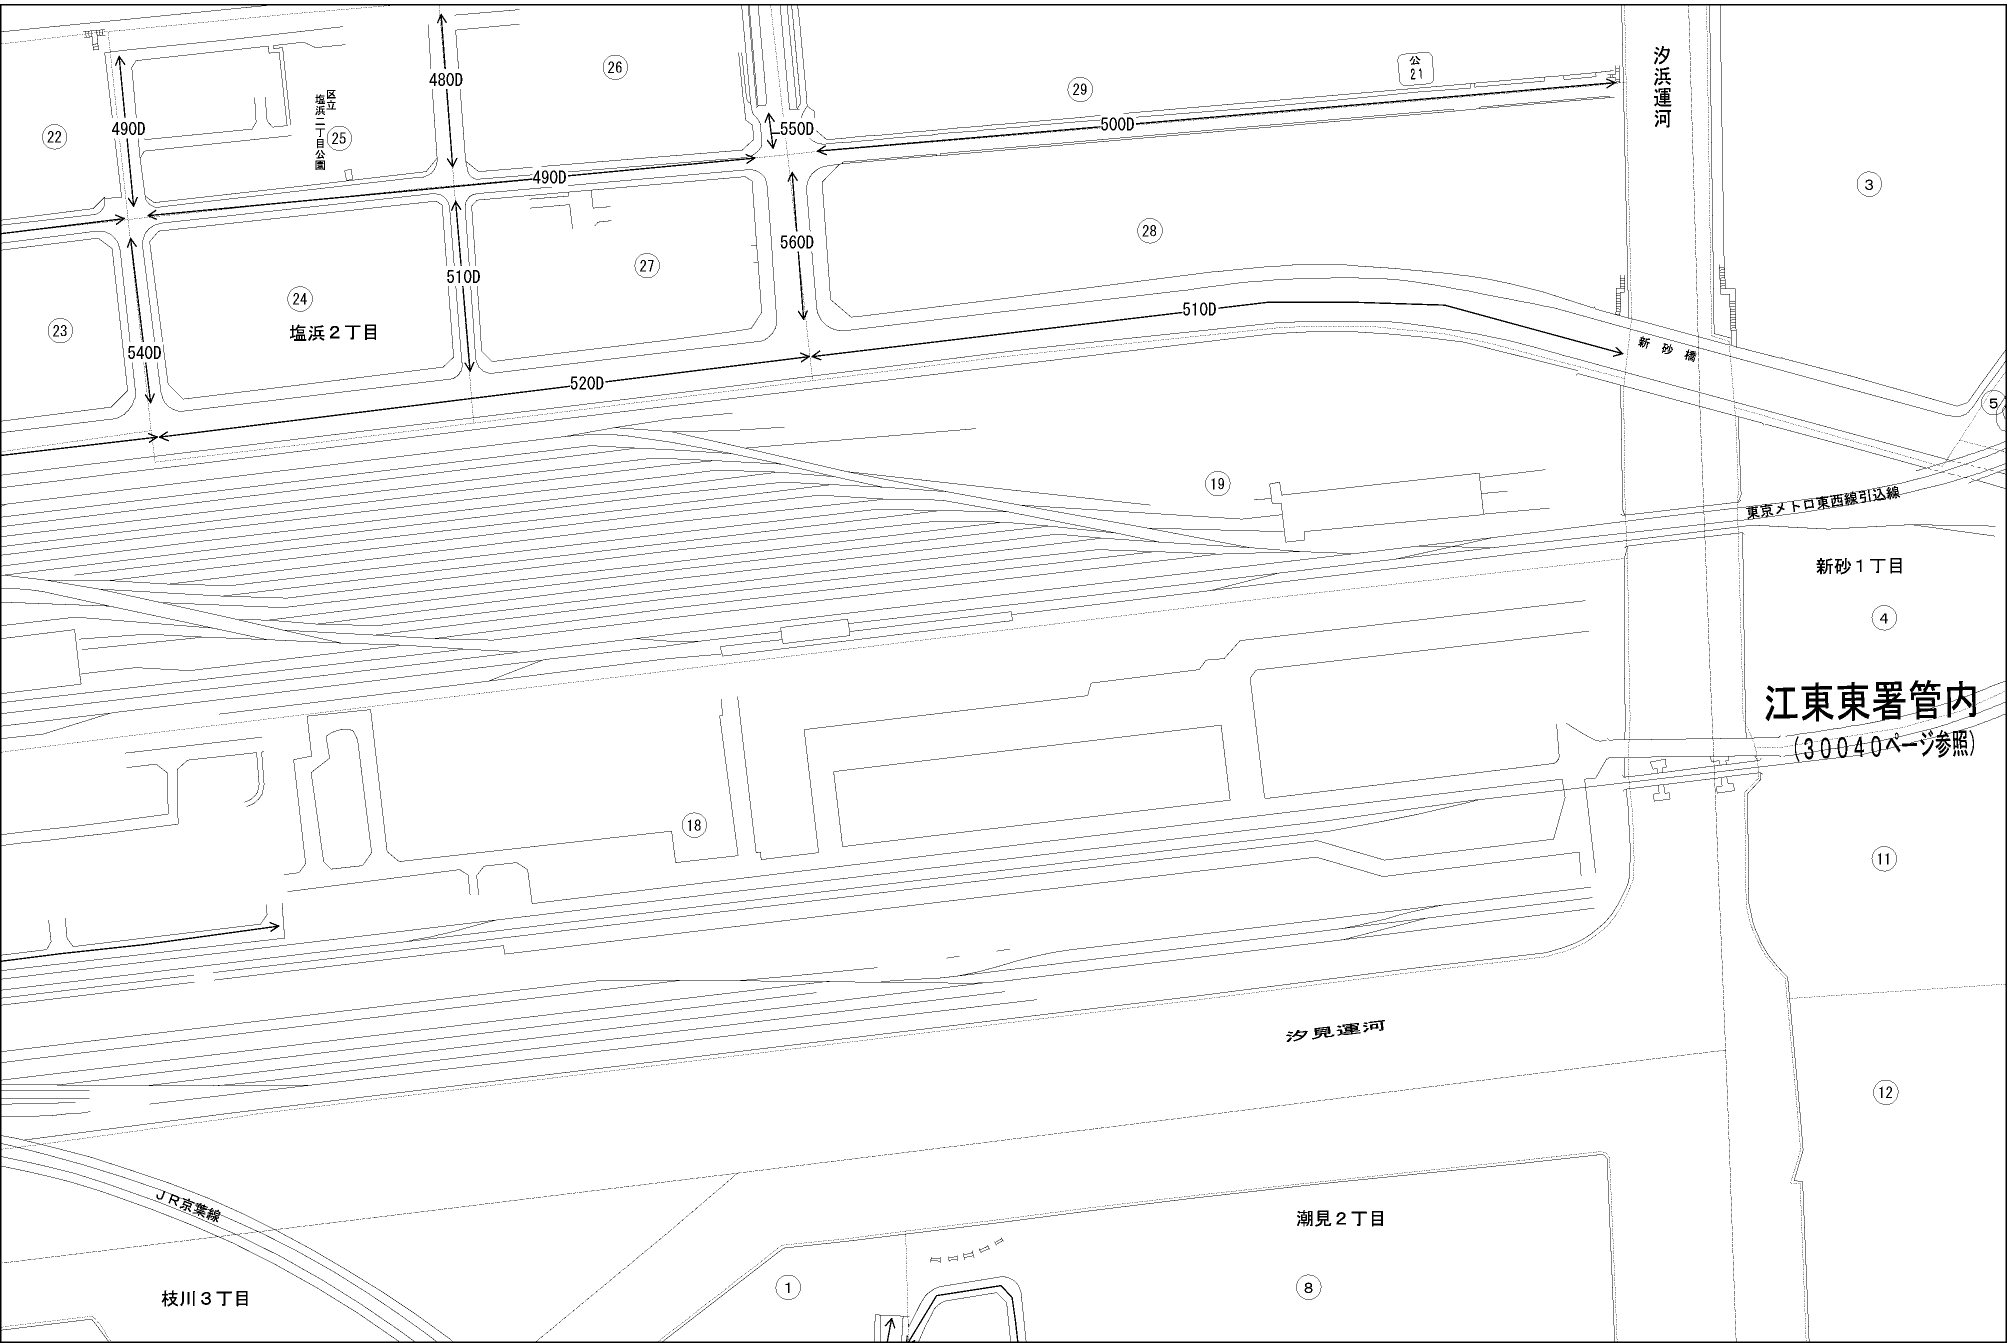 480D
26
29
公
21
汐浜運河
22
490D
区立
塩浜二丁目公園
25
550D
500D
490D
3
28
560D
27
510D
24
塩浜2丁目
23
540D
510D
新砂橋
520D
5
19
東京メトロ東西線引込線
新砂1丁目
4
江東東署管内
(30040ページ参照)
18
11
汐見運河
12
JR京葉線
潮見2丁目
枝川3丁目
1
8